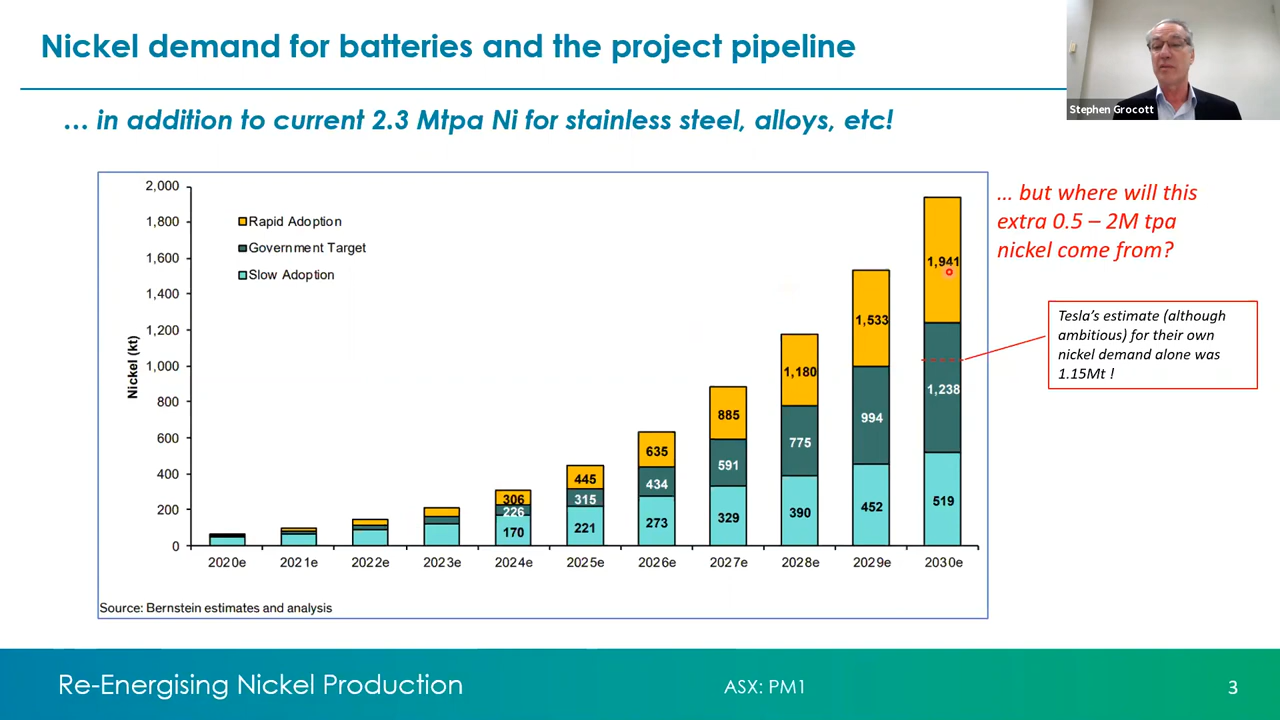 Nickel demand for batteries and the project pipeline
Stephen Grocott
... in addition to current 2.3 Mtpa Ni for stainless steel, alloys, etc!
... but where will this
extra 0.5 – 2M tpa
nickel come from?
Tesla's estimate (although
ambitious) for their own
nickel demand alone was
1.15Mt !
Nickel (kt)
2,000
1,800
1,600
1,400
1,200
1,000
800
600
400
200
0
Rapid Adoption
Government Target
Slow Adoption
306
226
170
445
315
221
635
434
273
885
591
329
1,180
775
390
1,533
994
452
1,941
1,238
519
2020e 2021e 2022e 2023e 2024e 2025e 2026e 2027e 2028e 2029e 2030e
Source: Bernstein estimates and analysis
Re-Energising Nickel Production ASX: PM1 3